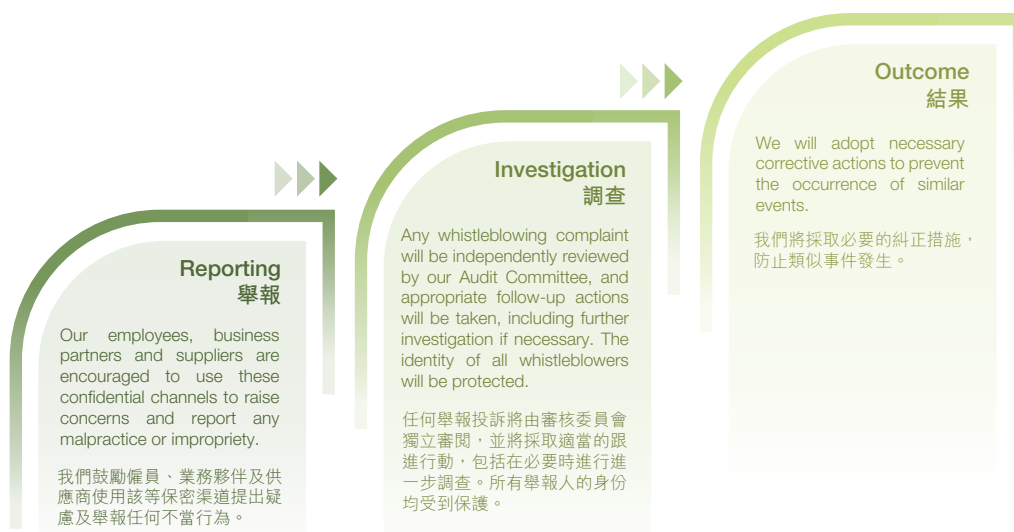 Reporting
舉報
Our employees, business
partners and suppliers are
encouraged to use these
confidential channels to raise
concerns and report any
malpractice or impropriety.
我們鼓勵僱員、業務夥伴及供
應商使用該等保密渠道提出疑
慮及舉報任何不當行為。
Investigation
調查
Any whistleblowing complaint
will be independently reviewed
by our Audit Committee, and
appropriate follow-up actions
will be taken, including further
investigation if necessary. The
identity of all whistleblowers
will be protected.
任何舉報投訴將由審核委員會
獨立審閱，並將採取適當的跟
進行動，包括在必要時進行進
一步調查。所有舉報人的身份
均受到保護。
Outcome
結果
We will adopt necessary
corrective actions to prevent
the occurrence of similar
events.
我們將採取必要的糾正措施，
防止類似事件發生。